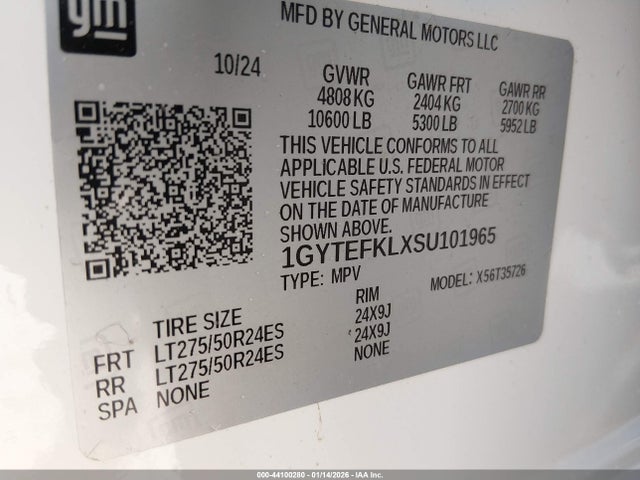 gm
MFD BY GENERAL MOTORS LLC
10/24
GVWR GAWR FRT GAWR RR
4808 KG 2404 KG 2700 KG
10600 LB 5300 LB 5952 LB
THIS VEHICLE CONFORMS TO ALL
APPLICABLE U.S. FEDERAL MOTOR
VEHICLE SAFETY STANDARDS IN EFFECT
ON THE DATE OF MANUFACTURE
SHOWN ABOVE.
1GYTEFKLXSU101965
TYPE: MPV MODEL: X56T35726
TIRE SIZE RIM
FRT LT275/50R24ES 24X9J
RR LT275/50R24ES 24X9J
SPA NONE NONE
000-44100280 - 01/14/2026 - IAA Inc.